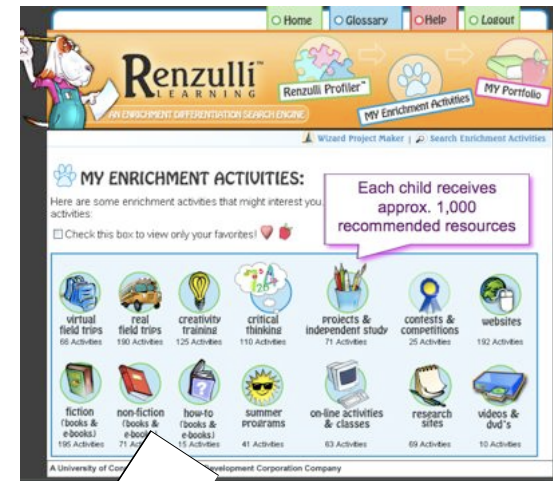 Home
Glossary
Help
Logout
Renzulli™
LEARNING
AN ENRICHMENT DIFFERENTIATION SEARCH ENGINE
Renzulli Profiler™
MY Enrichment Activities
MY Portfolio
Wizard Project Maker | Search Enrichment Activities
MY ENRICHMENT ACTIVITIES:
Here are some enrichment activities that might interest you.
activities:
Check this box to view only your favorites!
Each child receives
approx. 1,000
recommended resources
virtual field trips
66 Activities
real field trips
190 Activities
creativity training
125 Activities
critical thinking
110 Activities
projects & independent study
71 Activities
contests & competitions
25 Activities
websites
192 Activities
fiction (books & e-books)
195 Activities
non-fiction (books &
71
how-to (books & e-books)
15 Activities
summer programs
41 Activities
on-line activities & classes
63 Activities
research sites
69 Activities
videos & dvd's
10 Activities
A University of
Development Corporation Company